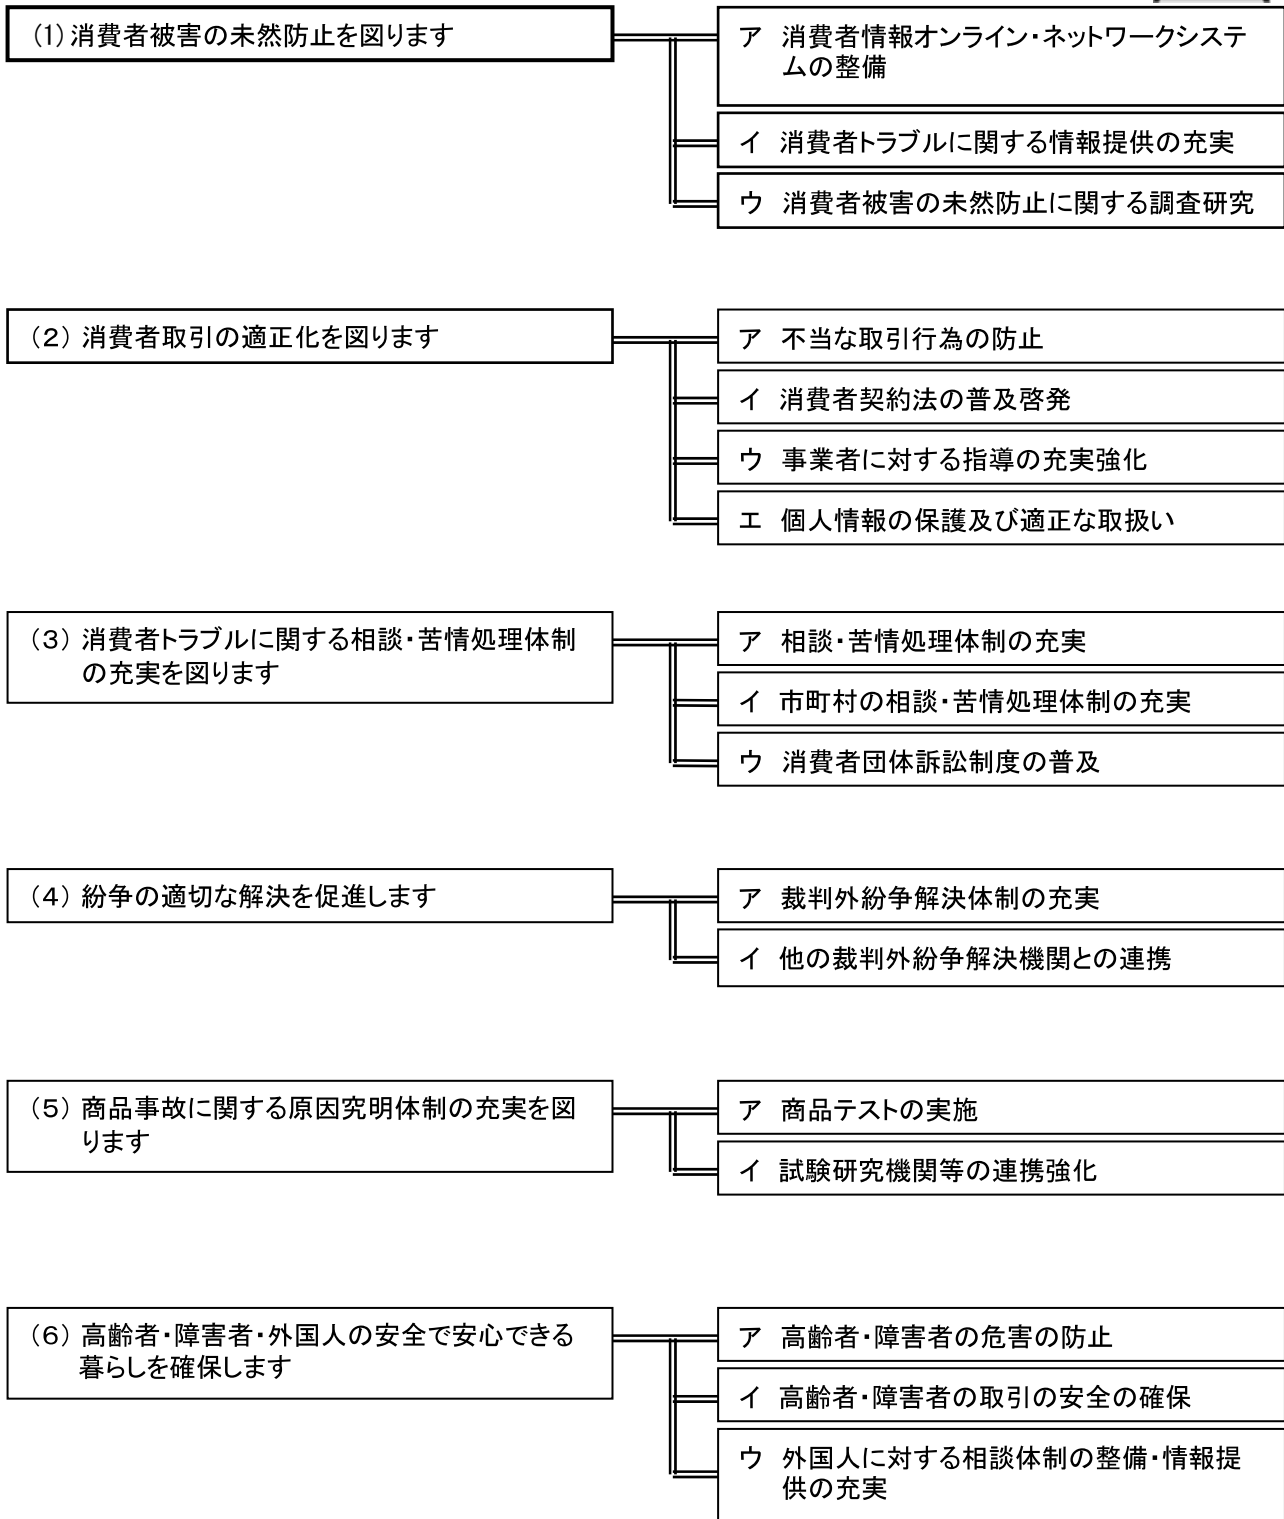 (1)消費者被害の未然防止を図ります
ア 消費者情報オンライン・ネットワークシステ
ムの整備
イ 消費者トラブルに関する情報提供の充実
ウ 消費者被害の未然防止に関する調査研究
(2)消費者取引の適正化を図ります
ア 不当な取引行為の防止
イ 消費者契約法の普及啓発
ウ 事業者に対する指導の充実強化
エ 個人情報の保護及び適正な取扱い
(3)消費者トラブルに関する相談・苦情処理体制
の充実を図ります
ア 相談・苦情処理体制の充実
イ 市町村の相談・苦情処理体制の充実
ウ 消費者団体訴訟制度の普及
(4)紛争の適切な解決を促進します
ア 裁判外紛争解決体制の充実
イ 他の裁判外紛争解決機関との連携
(5)商品事故に関する原因究明体制の充実を図
ります
ア 商品テストの実施
イ 試験研究機関等の連携強化
(6)高齢者・障害者・外国人の安全で安心できる
暮らしを確保します
ア 高齢者・障害者の危害の防止
イ 高齢者・障害者の取引の安全の確保
ウ 外国人に対する相談体制の整備・情報提
供の充実